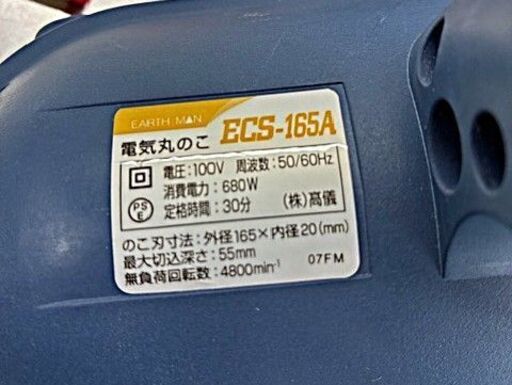 EARTH MAN
電気丸のこ ECS-165A
電圧:100V 周波数:50/60Hz
消費電力:680W
PS
E
定格時間:30分 (株)髙儀
のこ刃寸法:外径165×内径20(mm)
最大切込深さ:55mm
無負荷回転数:4800min⁻¹ 07FM